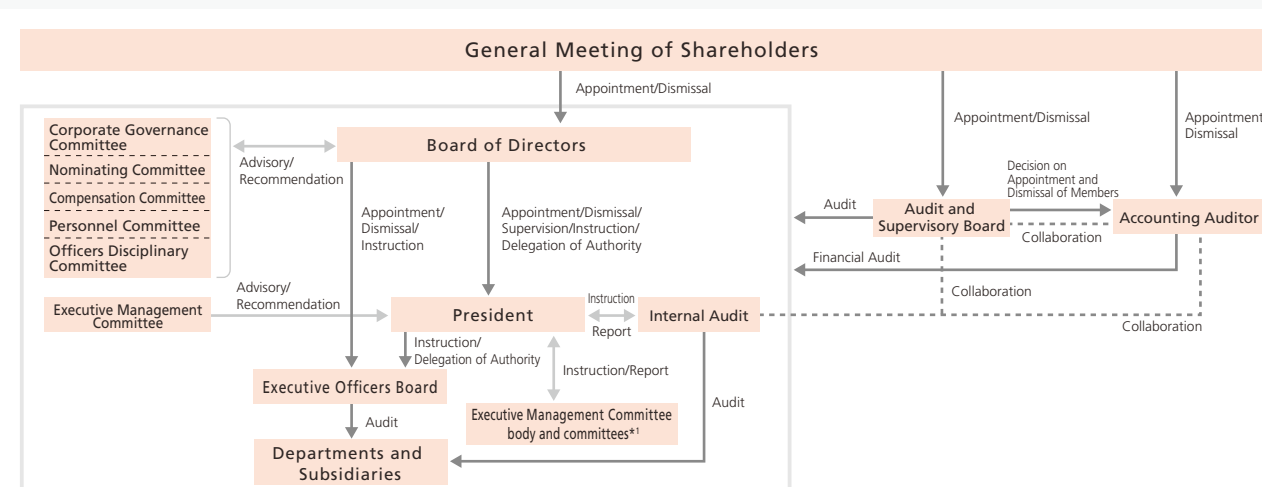 General Meeting of Shareholders
Appointment/Dismissal
Appointment/Dismissal
Appointment
Dismissal
Corporate Governance
Committee
Nominating Committee
Compensation Committee
Personnel Committee
Officers Disciplinary
Committee
Advisory/
Recommendation
Board of Directors
Appointment/
Dismissal/
Instruction
Appointment/Dismissal/
Supervision/Instruction/
Delegation of Authority
Decision on
Appointment and
Dismissal of Members
Audit
Audit and
Supervisory Board
Collaboration
Accounting Auditor
Financial Audit
Collaboration
Collaboration
Executive Management
Committee
Advisory/
Recommendation
President
Instruction
Report
Internal Audit
Instruction/
Delegation of Authority
Instruction/Report
Audit
Executive Officers Board
Audit
Executive Management Committee
body and committees*1
Departments and
Subsidiaries